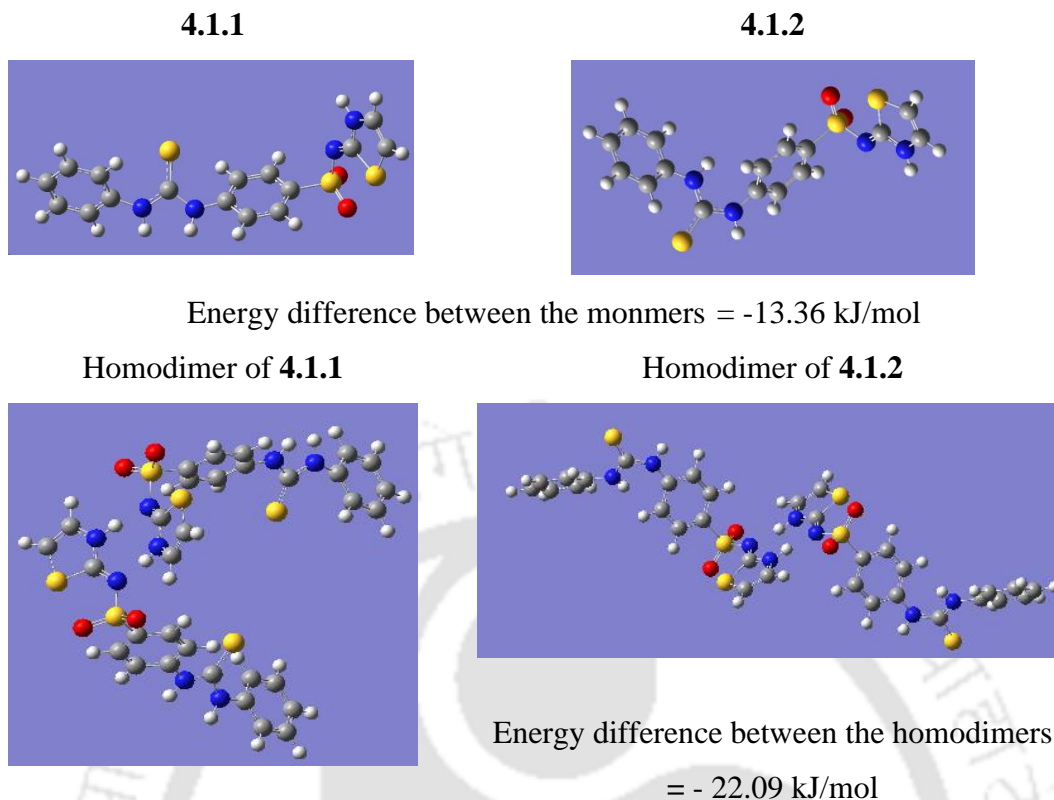 4.1.1
4.1.2
Energy difference between the monmers = -13.36 kJ/mol
Homodimer of 4.1.1
Homodimer of 4.1.2
Energy difference between the homodimers
= - 22.09 kJ/mol